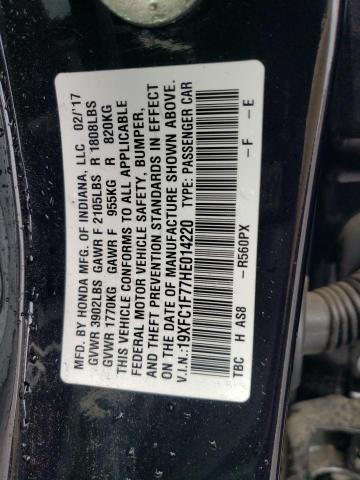 MFD. BY HONDA MFG. OF INDIANA, LLC 02/'17
GVWR 3902LBS GAWR F 2105LBS, R 1808LBS
GVWR 1770KG GAWR F 955KG R 820KG
THIS VEHICLE CONFORMS TO ALL APPLICABLE
FEDERAL MOTOR VEHICLE SAFETY, BUMPER,
AND THEFT PREVENTION STANDARDS IN EFFECT
ON THE DATE OF MANUFACTURE SHOWN ABOVE.
V.I.N.:19XFC1F77HE014220 TYPE: PASSENGER CAR
TBC H AS8 -R560PX -F -E